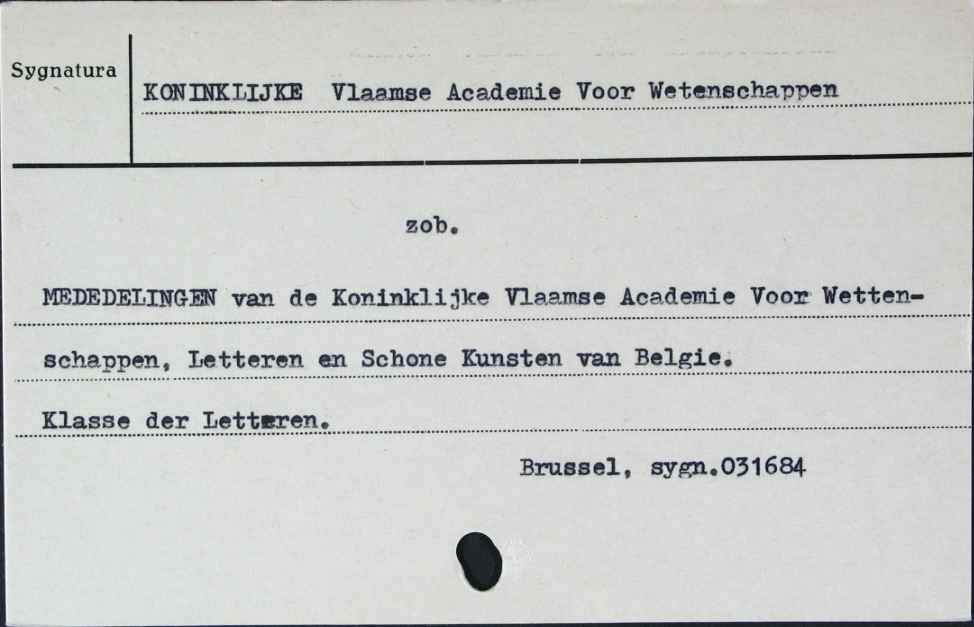 Sygnatura
KONINKLIJKE Vlaamse Academie Voor Wetenschappen
zob.
MEDEDELINGEN van de Koninklijke Vlaamse Academie Voor Wetten-
schappen, Letteren en Schone Kunsten van Belgie.
Klasse der Letteren.
Brussel, sygn.031684